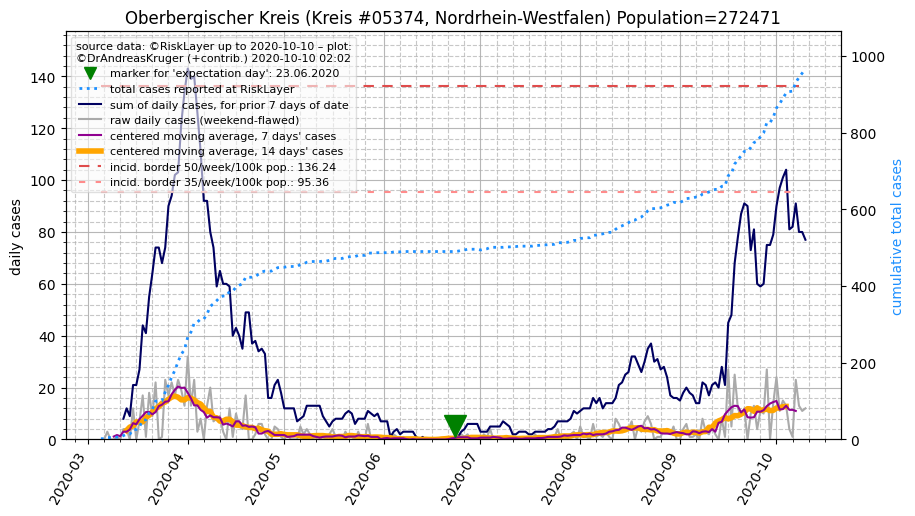 Oberbergischer Kreis (Kreis #05374, Nordrhein-Westfalen) Population=272471
source data: ©RiskLayer up to 2020-10-10 – plot:
©DrAndreasKruger (+contrib.) 2020-10-10 02:02
marker for 'expectation day': 23.06.2020
total cases reported at RiskLayer
sum of daily cases, for prior 7 days of date
raw daily cases (weekend-flawed)
centered moving average, 7 days' cases
centered moving average, 14 days' cases
incid. border 50/week/100k pop.: 136.24
incid. border 35/week/100k pop.: 95.36
daily cases
140
120
100
80
60
40
20
0
cumulative total cases
1000
800
600
400
200
0
2020-03
2020-04
2020-05
2020-06
2020-07
2020-08
2020-09
2020-10